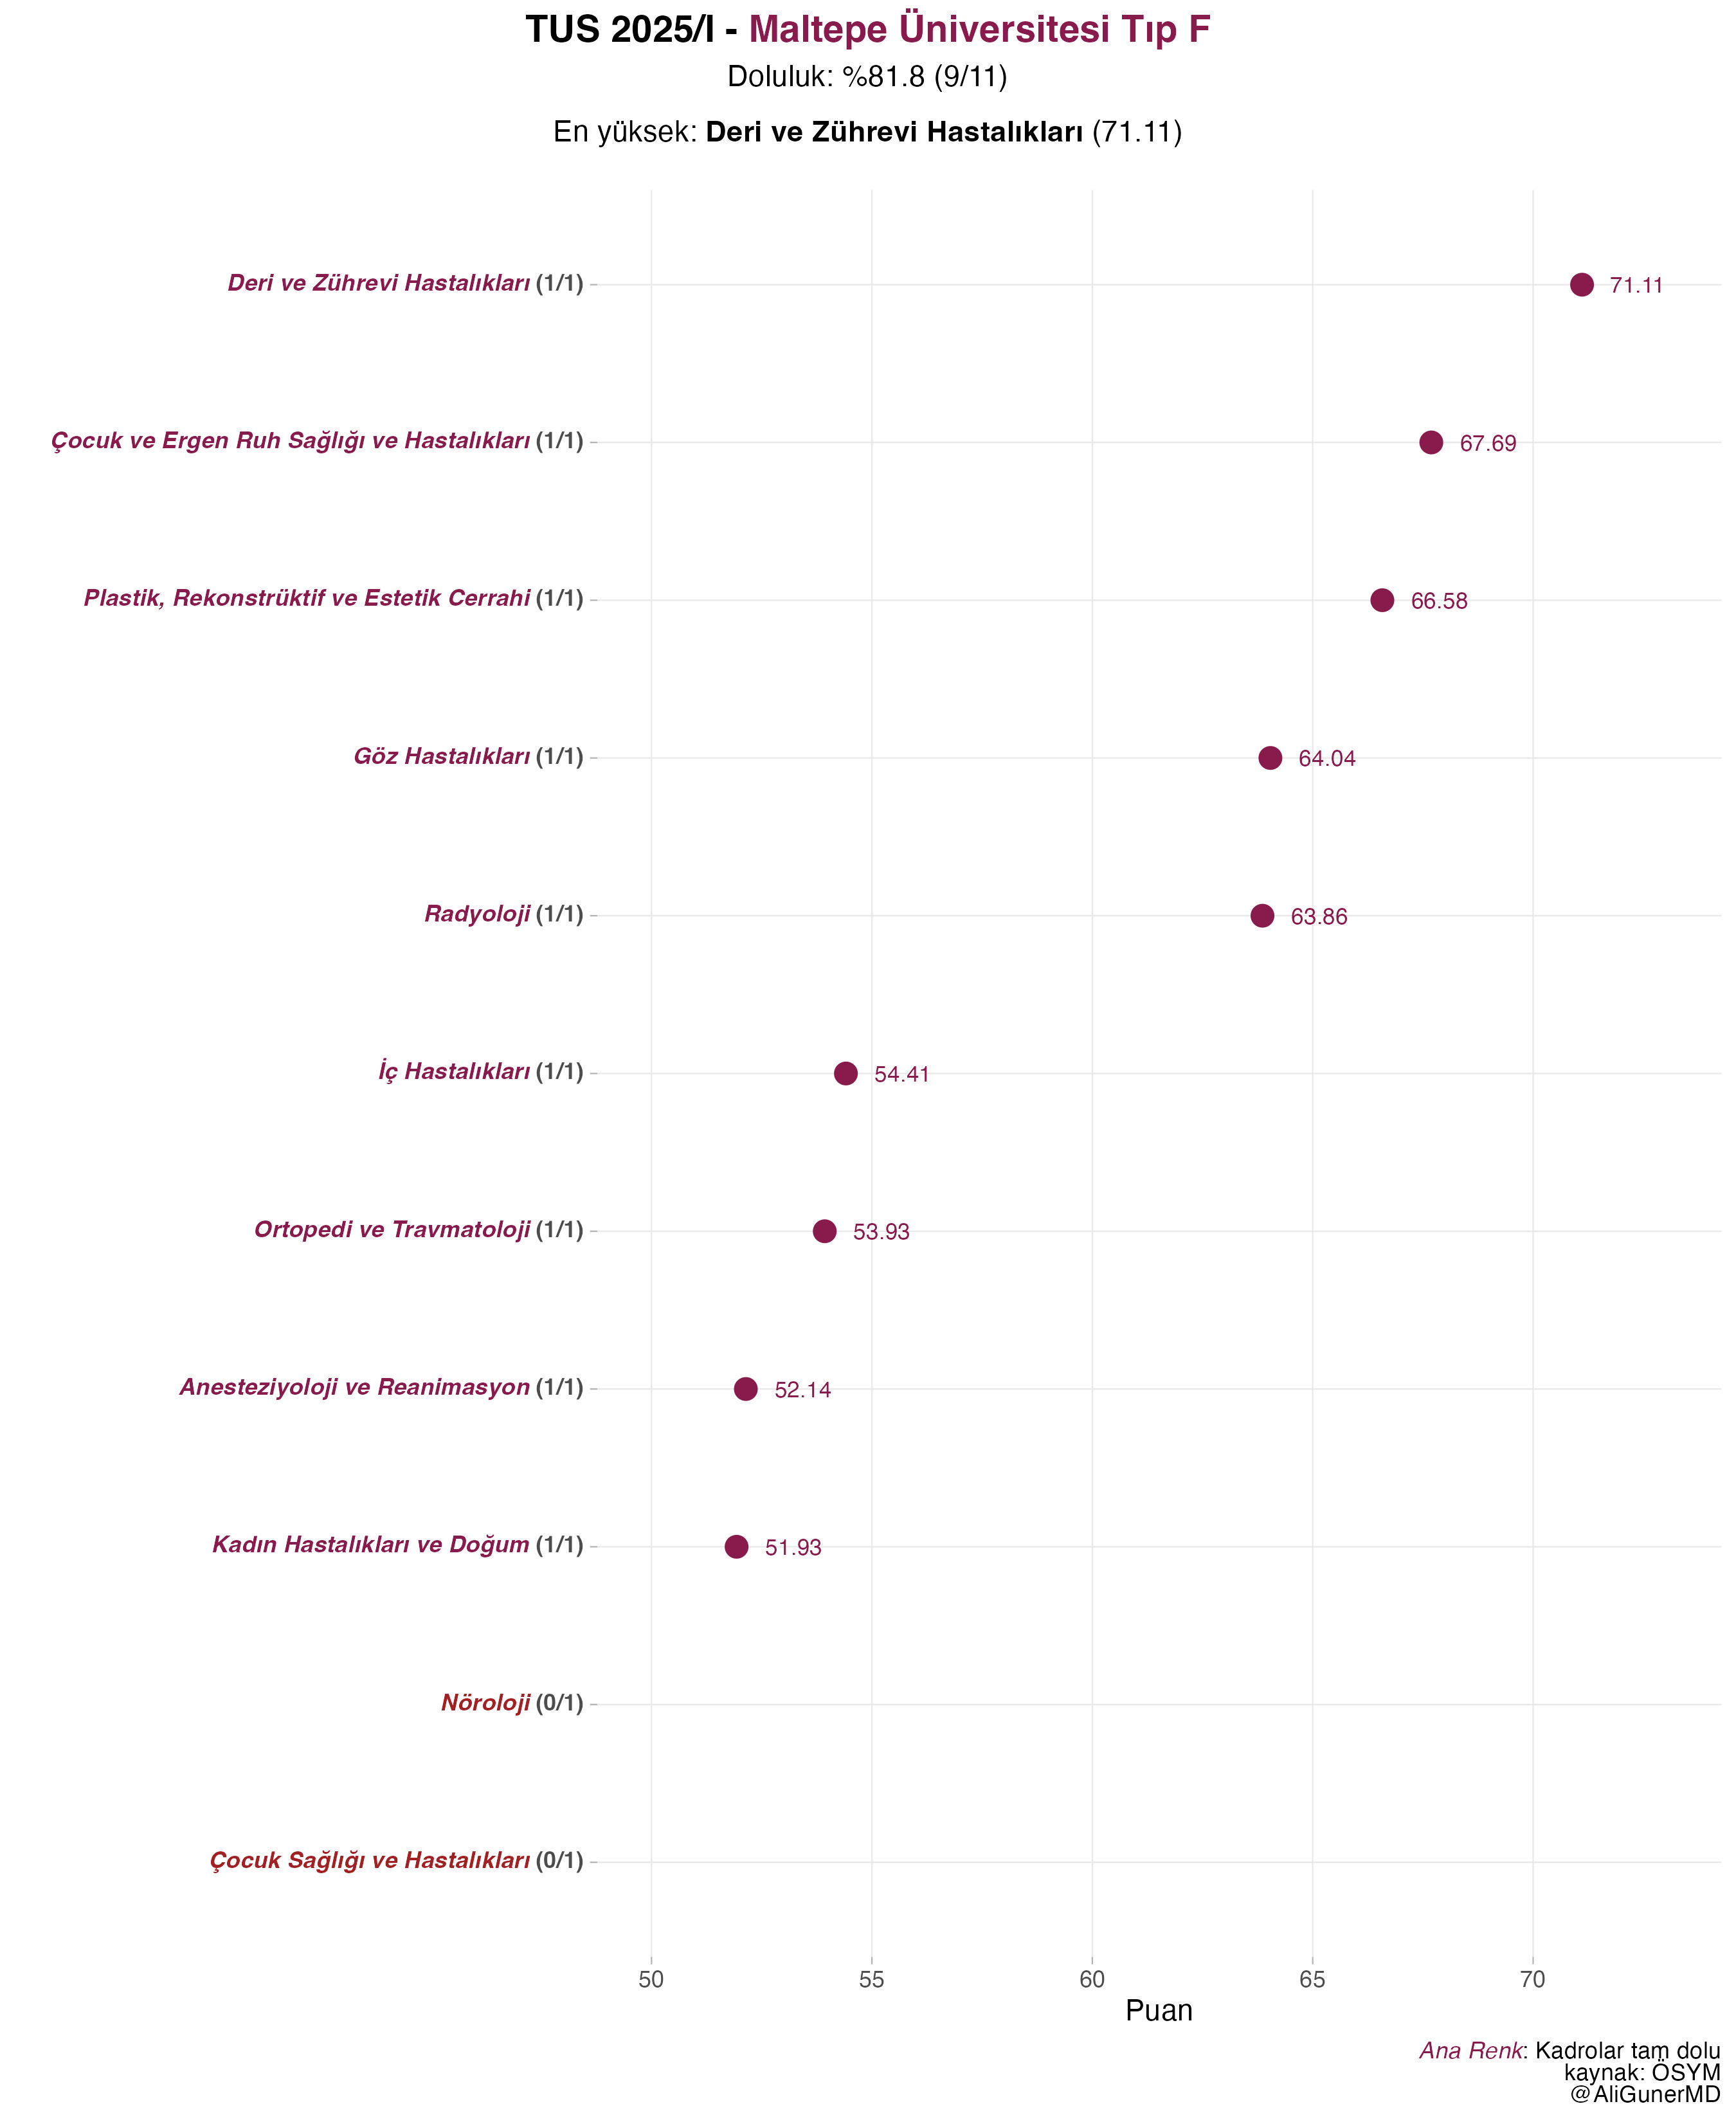 TUS 2025/I - Maltepe Üniversitesi Tıp F
Doluluk: %81.8 (9/11)
En yüksek: Deri ve Zührevi Hastalıkları (71.11)
Deri ve Zührevi Hastalıkları (1/1)
71.11
Çocuk ve Ergen Ruh Sağlığı ve Hastalıkları (1/1)
67.69
Plastik, Rekonstrüktif ve Estetik Cerrahi (1/1)
66.58
Göz Hastalıkları (1/1)
64.04
Radyoloji (1/1)
63.86
İç Hastalıkları (1/1)
54.41
Ortopedi ve Travmatoloji (1/1)
53.93
Anesteziyoloji ve Reanimasyon (1/1)
52.14
Kadın Hastalıkları ve Doğum (1/1)
51.93
Nöroloji (0/1)
Çocuk Sağlığı ve Hastalıkları (0/1)
50 55 60 65 70
Puan
Ana Renk: Kadrolar tam dolu
kaynak: ÖSYM
@AliGunerMD